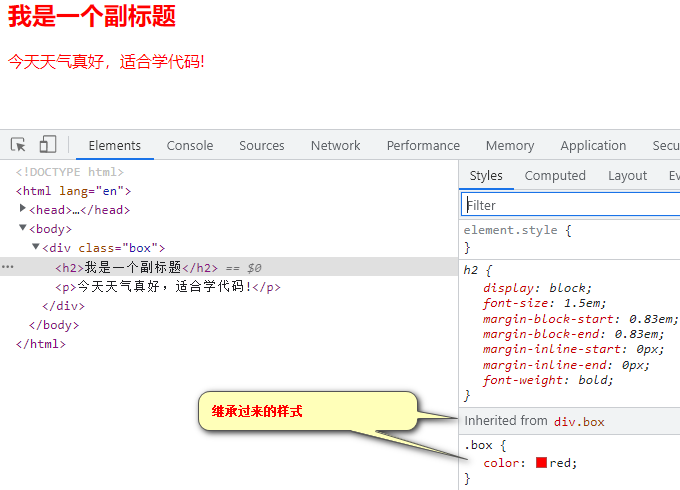 我是一个副标题
今天天气真好，适合学代码!
Elements Console Sources Network Performance Memory Application Secu
<!DOCTYPE html>
<html lang="en">
<head>…</head>
<body>
<div class="box">
<h2>我是一个副标题</h2> == $0
<p>今天天气真好，适合学代码!</p>
</div>
</body>
</html>
Styles Computed Layout Ev
Filter
element.style {
}
h2 {
display: block;
font-size: 1.5em;
margin-block-start: 0.83em;
margin-block-end: 0.83em;
margin-inline-start: 0px;
margin-inline-end: 0px;
font-weight: bold;
}
继承过来的样式
Inherited from div.box
.box {
color: red;
}